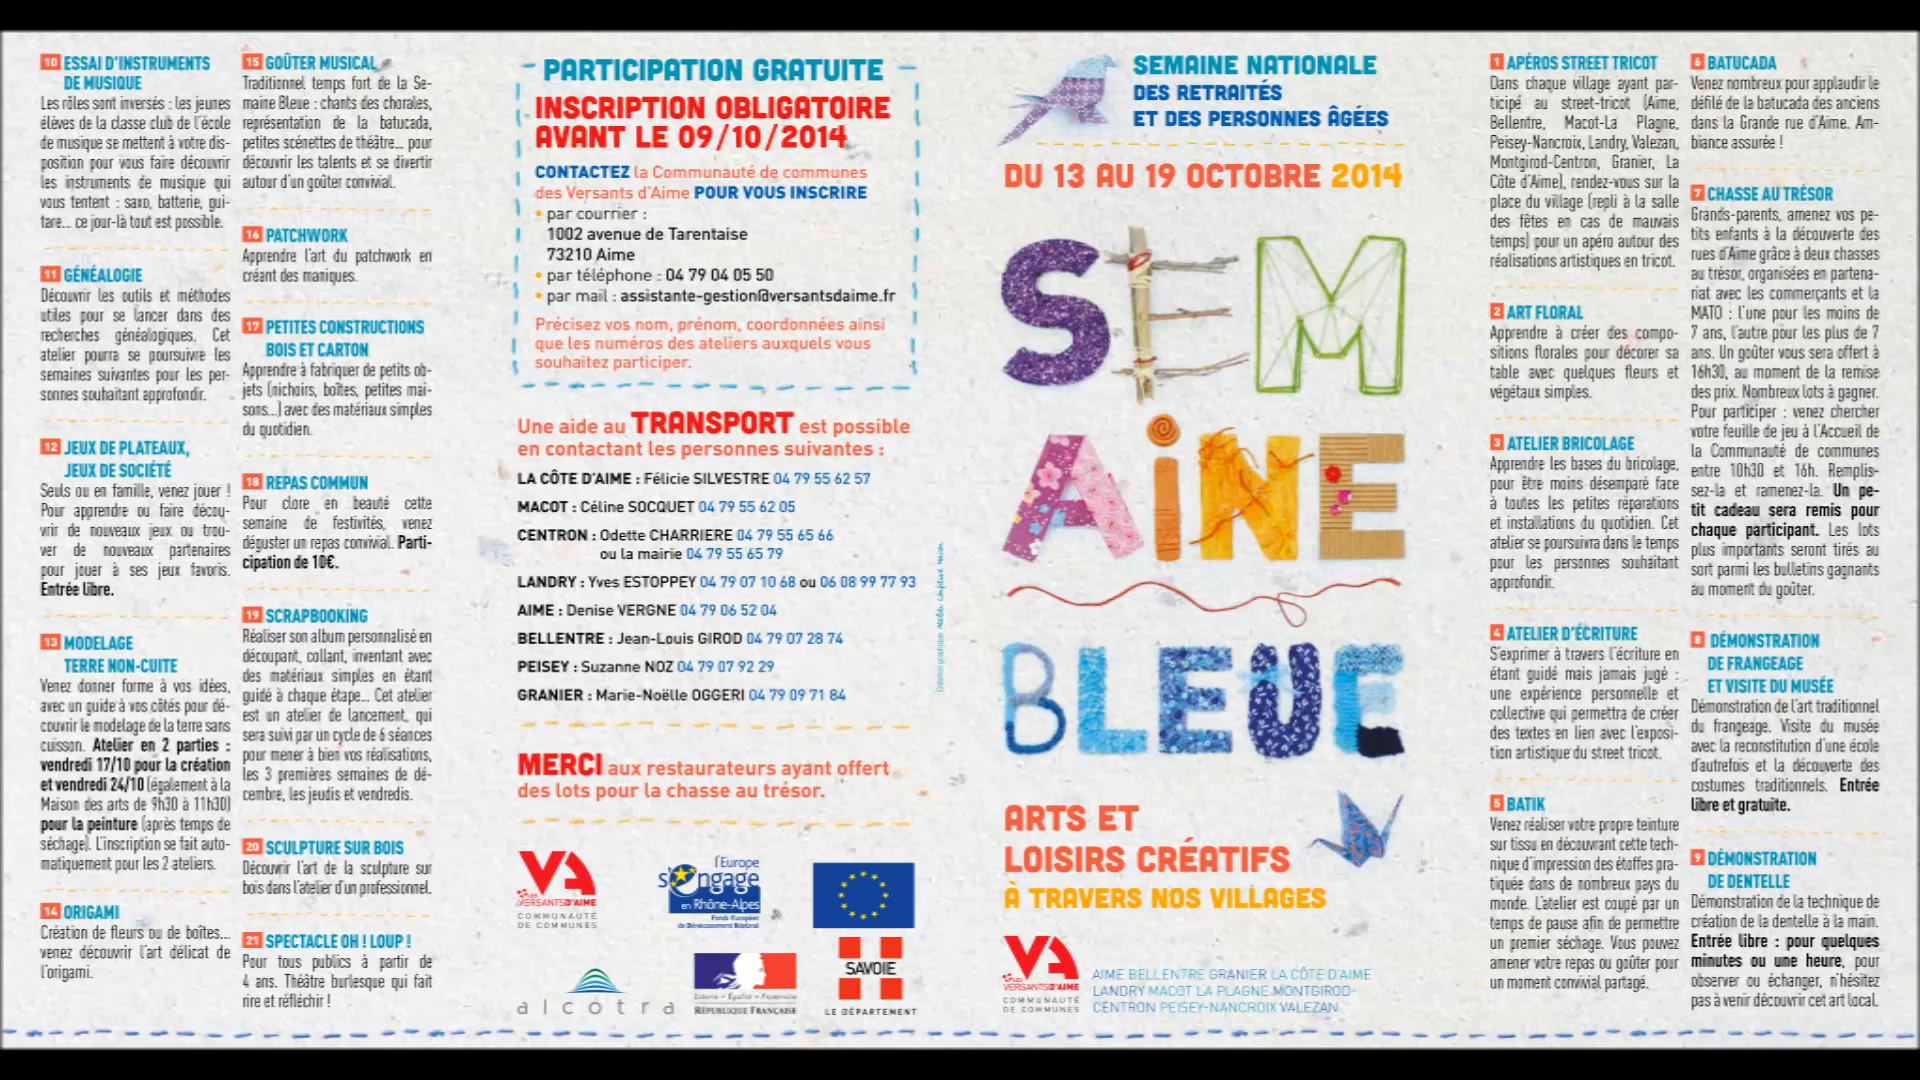 10 ESSAI D'INSTRUMENTS
DE MUSIQUE
Les rôles sont inversés : les jeunes
élèves de la classe club de l'école
de musique se mettent à votre dis-
position pour vous faire découvrir
les instruments de musique qui
vous tentent : saxo, batterie, gui-
tare... ce jour-là tout est possible.
11 GÉNÉALOGIE
Découvrir les outils et méthodes
utiles pour se lancer dans des
recherches généalogiques. Cet
atelier pourra se poursuivre les
semaines suivantes pour les per-
sonnes souhaitant approfondir.
12 JEUX DE PLATEAUX,
JEUX DE SOCIÉTÉ
Seuls ou en famille, venez jouer !
Pour apprendre ou faire décou-
vrir de nouveaux jeux ou trou-
ver de nouveaux partenaires
pour jouer à ses jeux favoris.
Entrée libre.
13 MODELAGE
TERRE NON-CUITE
Venez donner forme à vos idées,
avec un guide à vos côtés pour dé-
couvrir le modelage de la terre sans
cuisson. Atelier en 2 parties :
vendredi 17/10 pour la création
et vendredi 24/10 (également à la
Maison des arts de 9h30 à 11h30)
pour la peinture (après temps de
séchage). L'inscription se fait auto-
matiquement pour les 2 ateliers.
14 ORIGAMI
Création de fleurs ou de boîtes...
venez découvrir l'art délicat de
l'origami.
15 GOÛTER MUSICAL
Traditionnel temps fort de la Se-
maine Bleue : chants des chorales,
représentation de la batucada,
petites scénettes de théâtre... pour
découvrir les talents et se divertir
autour d'un goûter convivial.
16 PATCHWORK
Apprendre l'art du patchwork en
créant des maniques.
17 PETITES CONSTRUCTIONS
BOIS ET CARTON
Apprendre à fabriquer de petits ob-
jets (nichoirs, boîtes, petites mai-
sons...) avec des matériaux simples
du quotidien.
18 REPAS COMMUN
Pour clore en beauté cette
semaine de festivités, venez
déguster un repas convivial. Parti-
cipation de 10€.
19 SCRAPBOOKING
Réaliser son album personnalisé en
découpant, collant, inventant avec
des matériaux simples en étant
guidé à chaque étape... Cet atelier
est un atelier de lancement, qui
sera suivi par un cycle de 6 séances
pour mener à bien vos réalisations,
les 3 premières semaines de dé-
cembre, les jeudis et vendredis.
20 SCULPTURE SUR BOIS
Découvrir l'art de la sculpture sur
bois dans l'atelier d'un professionnel.
21 SPECTACLE OH ! LOUP !
Pour tous publics à partir de
4 ans. Théâtre burlesque qui fait
rire et réfléchir !
PARTICIPATION GRATUITE
INSCRIPTION OBLIGATOIRE
AVANT LE 09/10/2014
CONTACTEZ la Communauté de communes
des Versants d'Aime POUR VOUS INSCRIRE
• par courrier :
1002 avenue de Tarentaise
73210 Aime
• par téléphone : 04 79 04 05 50
• par mail : assistante-gestion@versantsdaime.fr
Précisez vos nom, prénom, coordonnées ainsi
que les numéros des ateliers auxquels vous
souhaitez participer.
Une aide au TRANSPORT est possible
en contactant les personnes suivantes :
LA CÔTE D'AIME : Félicie SILVESTRE 04 79 55 62 57
MACOT : Céline SOCQUET 04 79 55 62 05
CENTRON : Odette CHARRIERE 04 79 55 65 66
ou la mairie 04 79 55 65 79
LANDRY : Yves ESTOPPEY 04 79 07 10 68 ou 06 08 99 77 93
AIME : Denise VERGNE 04 79 06 52 04
BELLENTRE : Jean-Louis GIROD 04 79 07 28 74
PEISEY : Suzanne NOZ 04 79 07 92 29
GRANIER : Marie-Noëlle OGGERI 04 79 09 71 84
MERCI aux restaurateurs ayant offert
des lots pour la chasse au trésor.
VA
LES
VERSANTS D'AIME
COMMUNAUTÉ
DE COMMUNES
l'Europe
s'engage
en Rhône-Alpes
Fonds Européen
de Développement Régional
alcotra
Liberté • Égalité • Fraternité
RÉPUBLIQUE FRANÇAISE
SAVOIE
LE DÉPARTEMENT
SEMAINE NATIONALE
DES RETRAITÉS
ET DES PERSONNES ÂGÉES
DU 13 AU 19 OCTOBRE 2014
SEM
AINE
BLEUE
ARTS ET
LOISIRS CRÉATIFS
À TRAVERS NOS VILLAGES
VA
LES
VERSANTS D'AIME
COMMUNAUTÉ
DE COMMUNES
AIME BELLENTRE GRANIER LA CÔTE D'AIME
LANDRY MACOT LA PLAGNE MONTGIROD-
CENTRON PEISEY-NANCROIX VALEZAN
1 APÉROS STREET TRICOT
Dans chaque village ayant par-
ticipé au street-tricot (Aime,
Bellentre, Macot-La Plagne,
Peisey-Nancroix, Landry, Valezan,
Montgirod-Centron, Granier, La
Côte d'Aime), rendez-vous sur la
place du village (repli à la salle
des fêtes en cas de mauvais
temps) pour un apéro autour des
réalisations artistiques en tricot.
2 ART FLORAL
Apprendre à créer des compo-
sitions florales pour décorer sa
table avec quelques fleurs et
végétaux simples.
3 ATELIER BRICOLAGE
Apprendre les bases du bricolage,
pour être moins désemparé face
à toutes les petites réparations
et installations du quotidien. Cet
atelier se poursuivra dans le temps
pour les personnes souhaitant
approfondir.
4 ATELIER D'ÉCRITURE
S'exprimer à travers l'écriture en
étant guidé mais jamais jugé :
une expérience personnelle et
collective qui permettra de créer
des textes en lien avec l'exposi-
tion artistique du street tricot.
5 BATIK
Venez réaliser votre propre teinture
sur tissu en découvrant cette tech-
nique d'impression des étoffes pra-
tiquée dans de nombreux pays du
monde. L'atelier est coupé par un
temps de pause afin de permettre
un premier séchage. Vous pouvez
amener votre repas ou goûter pour
un moment convivial partagé.
6 BATUCADA
Venez nombreux pour applaudir le
défilé de la batucada des anciens
dans la Grande rue d'Aime. Am-
biance assurée !
7 CHASSE AU TRÉSOR
Grands-parents, amenez vos pe-
tits enfants à la découverte des
rues d'Aime grâce à deux chasses
au trésor, organisées en partena-
riat avec les commerçants et la
MATO : l'une pour les moins de
7 ans, l'autre pour les plus de 7
ans. Un goûter vous sera offert à
16h30, au moment de la remise
des prix. Nombreux lots à gagner.
Pour participer : venez chercher
votre feuille de jeu à l'Accueil de
la Communauté de communes
entre 10h30 et 16h. Remplis-
sez-la et ramenez-la. Un pe-
tit cadeau sera remis pour
chaque participant. Les lots
plus importants seront tirés au
sort parmi les bulletins gagnants
au moment du goûter.
8 DÉMONSTRATION
DE FRANGEAGE
ET VISITE DU MUSÉE
Démonstration de l'art traditionnel
du frangeage. Visite du musée
avec la reconstitution d'une école
d'autrefois et la découverte des
costumes traditionnels. Entrée
libre et gratuite.
9 DÉMONSTRATION
DE DENTELLE
Démonstration de la technique de
création de la dentelle à la main.
Entrée libre : pour quelques
minutes ou une heure, pour
observer ou échanger, n'hésitez
pas à venir découvrir cet art local.